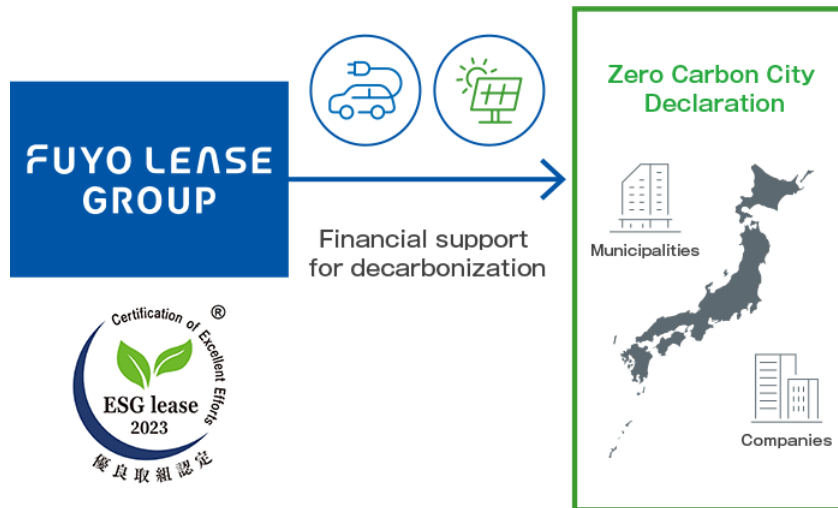 FUYO LEASE
GROUP
Financial support
for decarbonization
Certification of Excellent Efforts
®
ESG lease
2023
優良取組認定
Zero Carbon City
Declaration
Municipalities
Companies